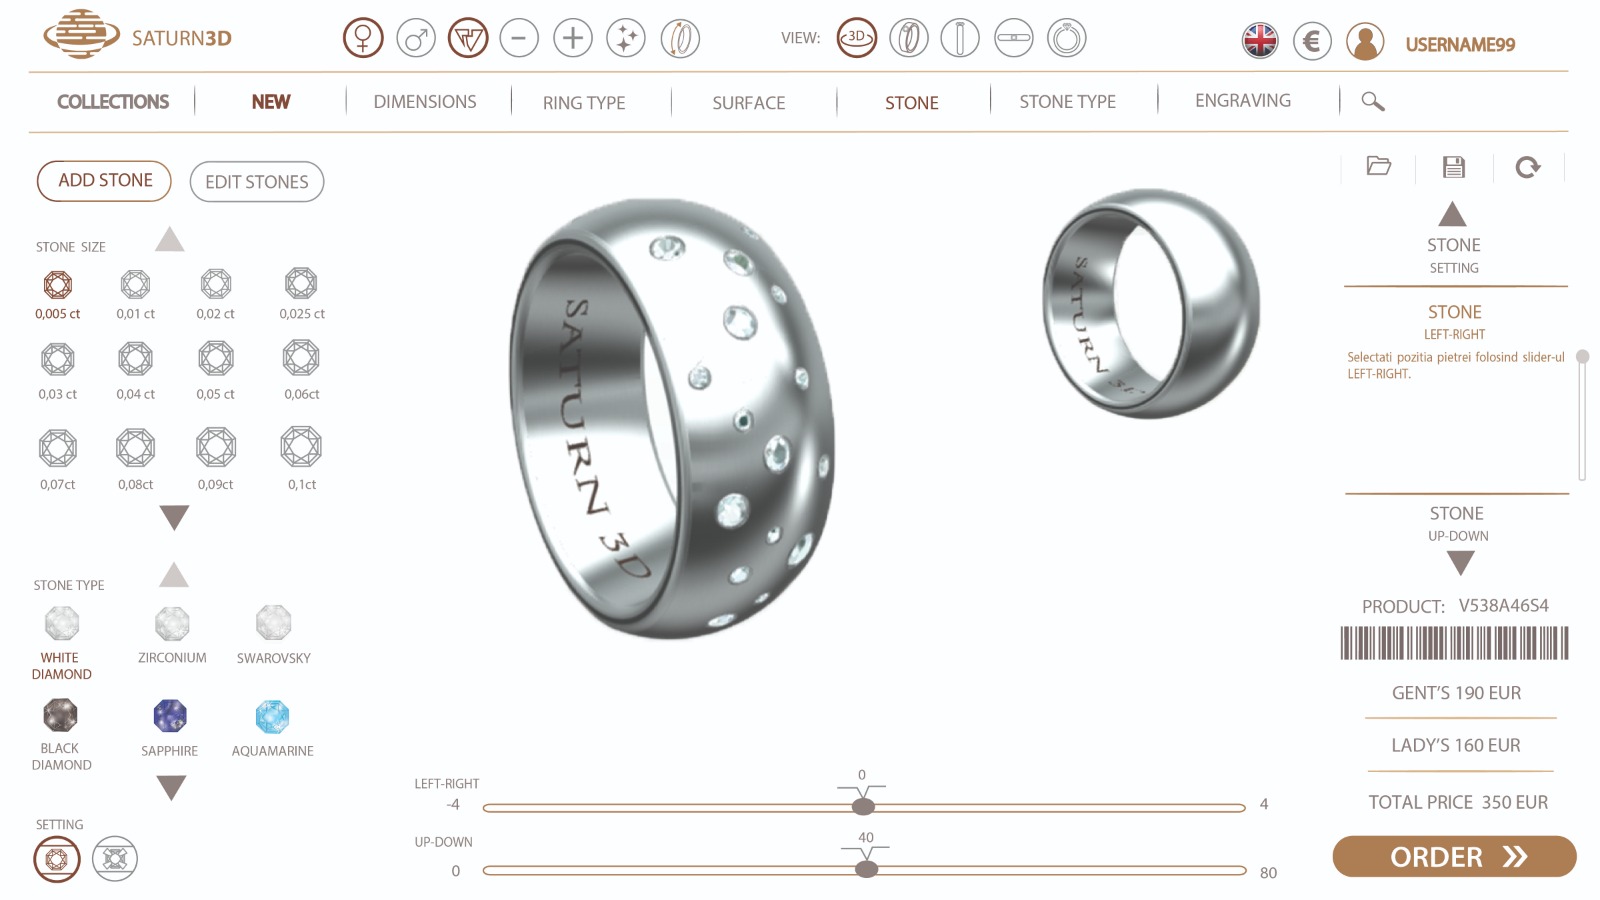 SATURN3D
VIEW:
3D
€
USERNAME99
COLLECTIONS
NEW
DIMENSIONS
RING TYPE
SURFACE
STONE
STONE TYPE
ENGRAVING
ADD STONE
EDIT STONES
STONE SIZE
0,005 ct
0,01 ct
0,02 ct
0,025 ct
0,03 ct
0,04 ct
0,05 ct
0,06ct
0,07ct
0,08ct
0,09ct
0,1ct
STONE TYPE
WHITE
DIAMOND
ZIRCONIUM
SWAROVSKY
BLACK
DIAMOND
SAPPHIRE
AQUAMARINE
SETTING
SATURN 3D
SATURN
LEFT-RIGHT
0
-4
4
UP-DOWN
40
0
80
STONE
SETTING
STONE
LEFT-RIGHT
Selectati pozitia pietrei folosind slider-ul
LEFT-RIGHT.
STONE
UP-DOWN
PRODUCT: V538A46S4
GENT'S 190 EUR
LADY'S 160 EUR
TOTAL PRICE 350 EUR
ORDER